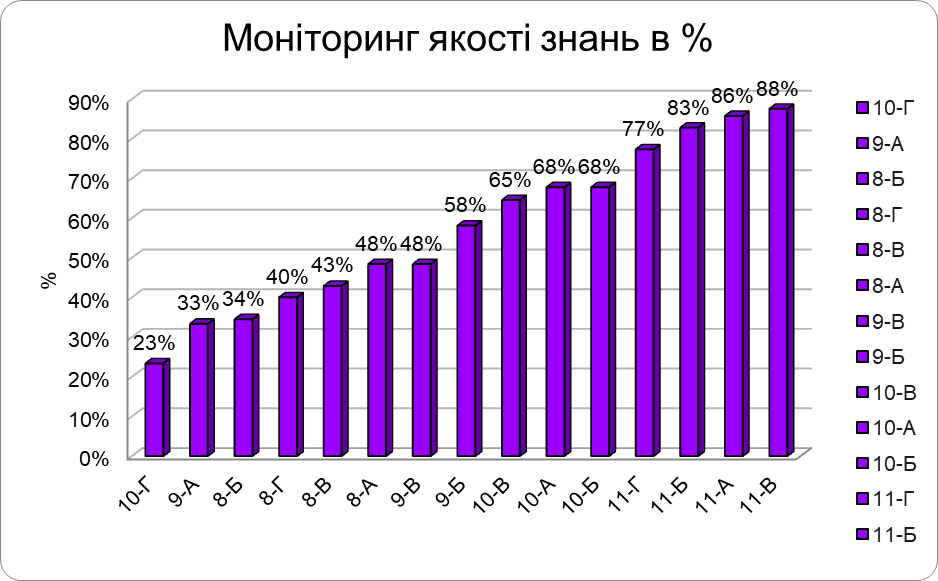 Моніторинг якості знань в %
90%
80%
70%
60%
50%
40%
30%
20%
10%
0%
%
23%
33%
34%
40%
43%
48%
48%
58%
65%
68%
68%
77%
83%
86%
88%
10-Г
9-А
8-Б
8-Г
8-В
8-А
9-В
9-Б
10-В
10-А
10-Б
11-Г
11-Б
11-А
11-В
10-Г
9-А
8-Б
8-Г
8-В
8-А
9-В
9-Б
10-В
10-А
10-Б
11-Г
11-Б